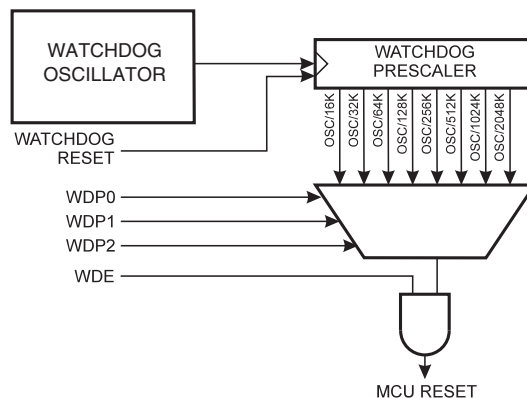 WATCHDOG
OSCILLATOR
WATCHDOG
PRESCALER
WATCHDOG
RESET
OSC/16K
OSC/32K
OSC/64K
OSC/128K
OSC/256K
OSC/512K
OSC/1024K
OSC/2048K
WDP0
WDP1
WDP2
WDE
MCU RESET